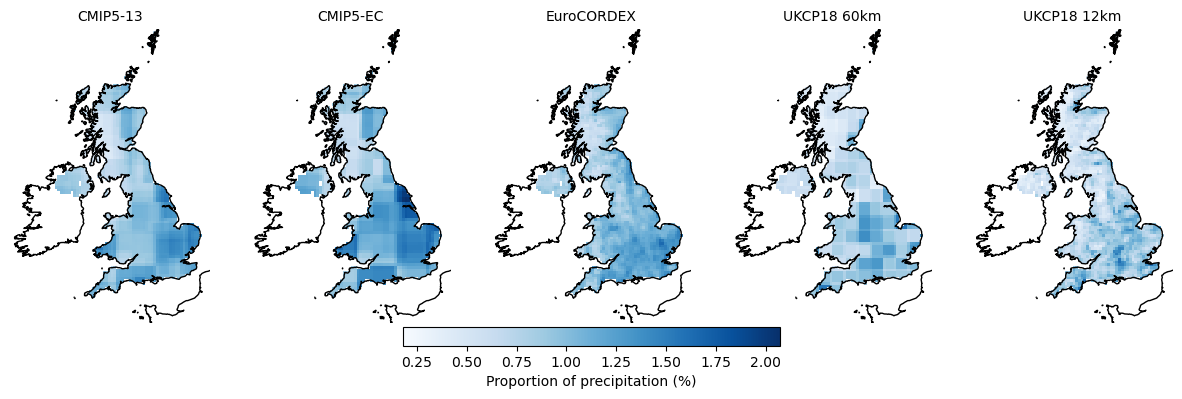 CMIP5-13 CMIP5-EC EuroCORDEX UKCP18 60km UKCP18 12km
0.25 0.50 0.75 1.00 1.25 1.50 1.75 2.00
Proportion of precipitation (%)